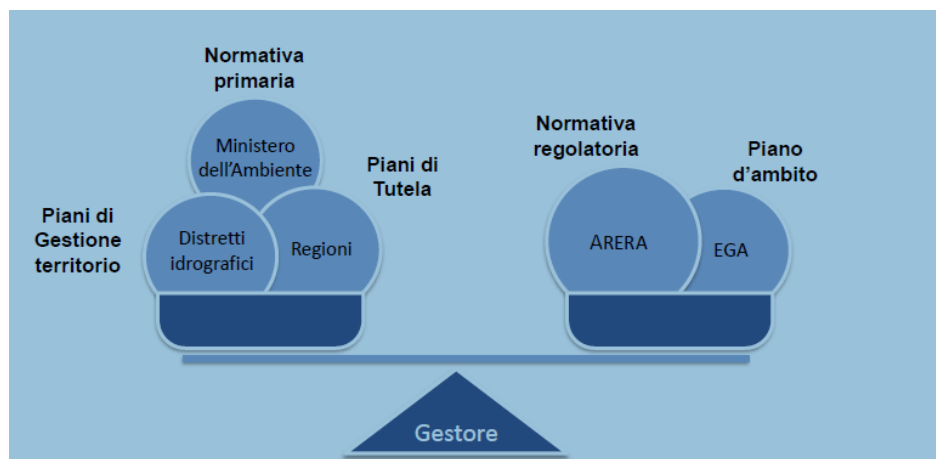 Normativa
primaria
Ministero
dell'Ambiente
Piani di
Tutela
Piani di
Gestione
territorio
Distretti
idrografici
Regioni
Normativa
regolatoria
Piano
d'ambito
ARERA
EGA
Gestore